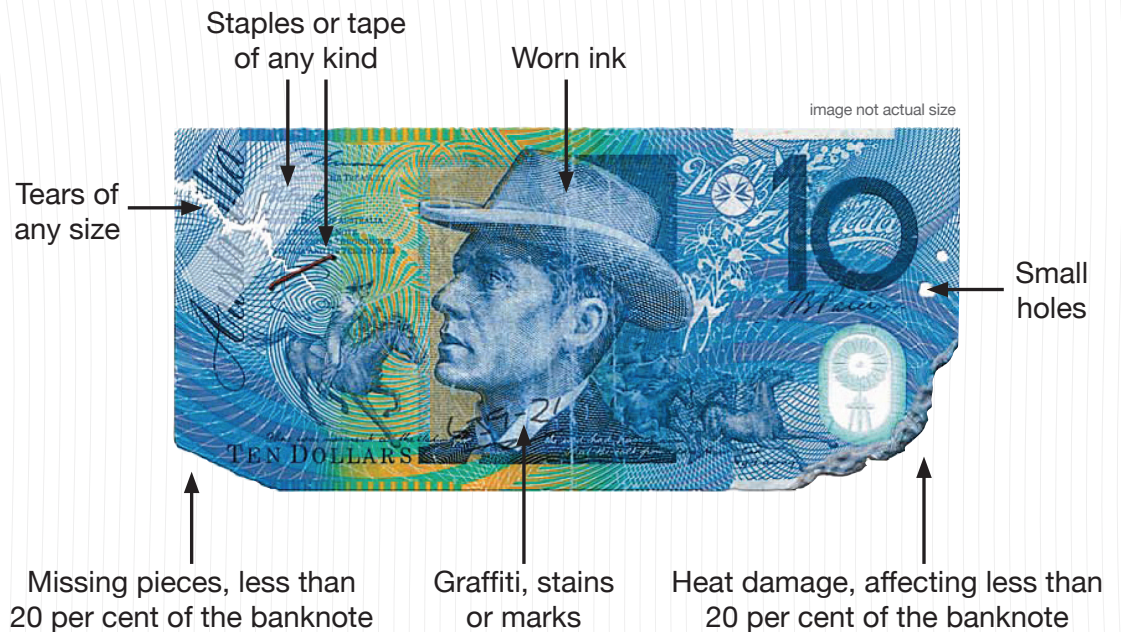 Staples or tape
of any kind
Worn ink
image not actual size
Tears of
any size
Australia
10
Small
holes
TEN DOLLARS
Missing pieces, less than
20 per cent of the banknote
Graffiti, stains
or marks
Heat damage, affecting less than
20 per cent of the banknote